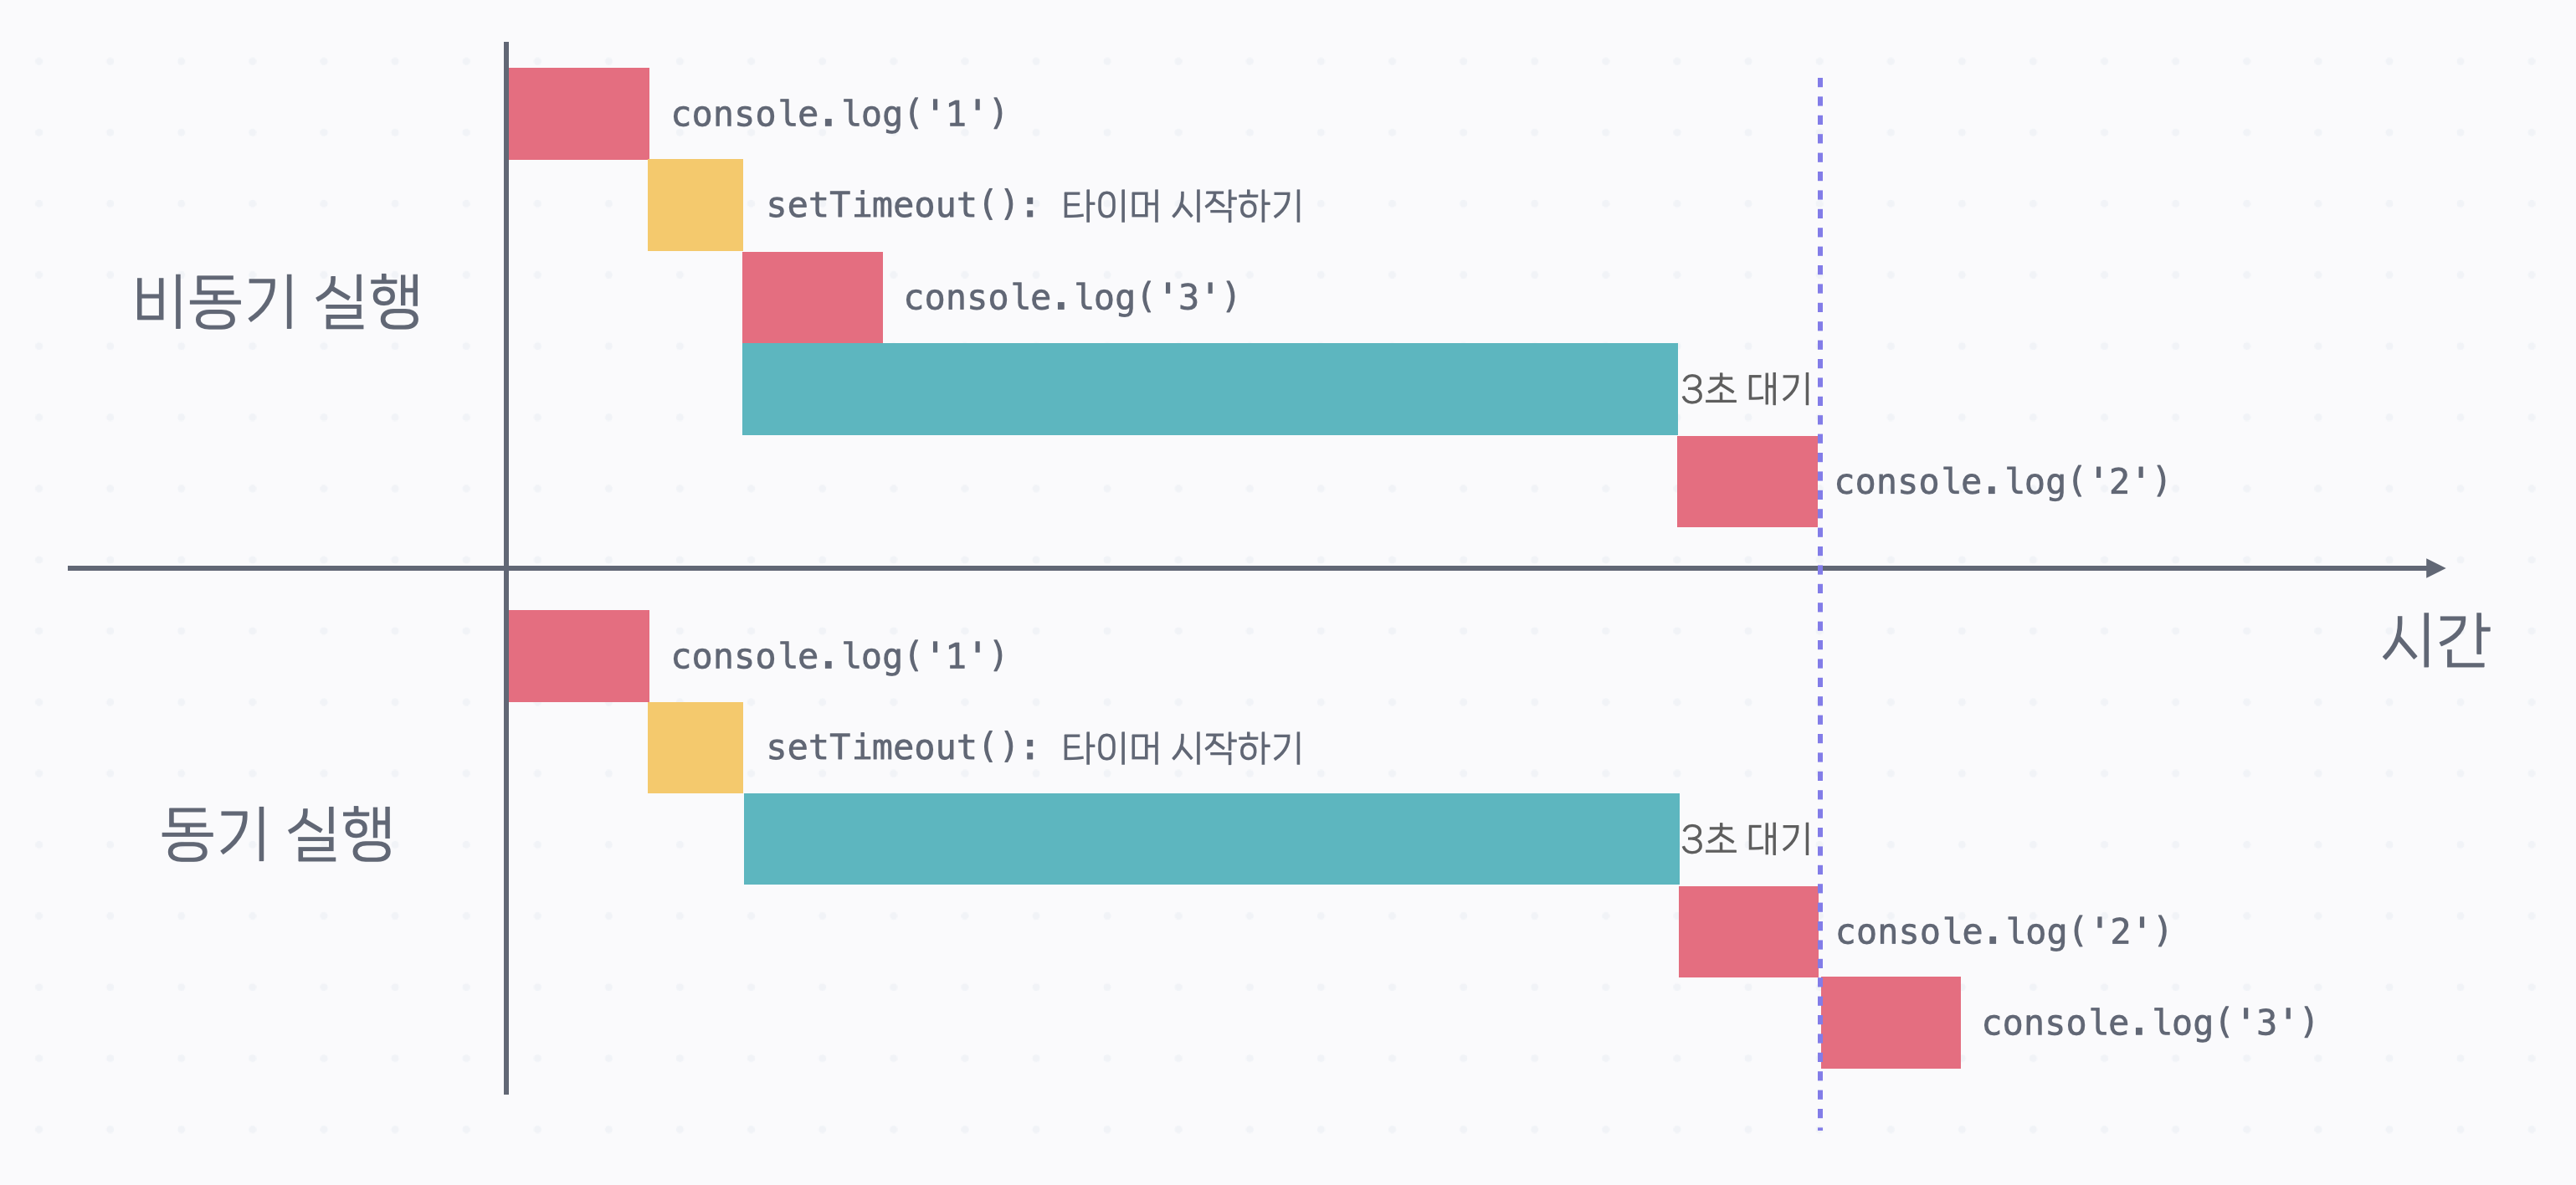 console.log('1')
setTimeout(): 타이머 시작하기
비동기 실행
console.log('3')
3초 대기
console.log('2')
시간
console.log('1')
setTimeout(): 타이머 시작하기
동기 실행
3초 대기
console.log('2')
console.log('3')